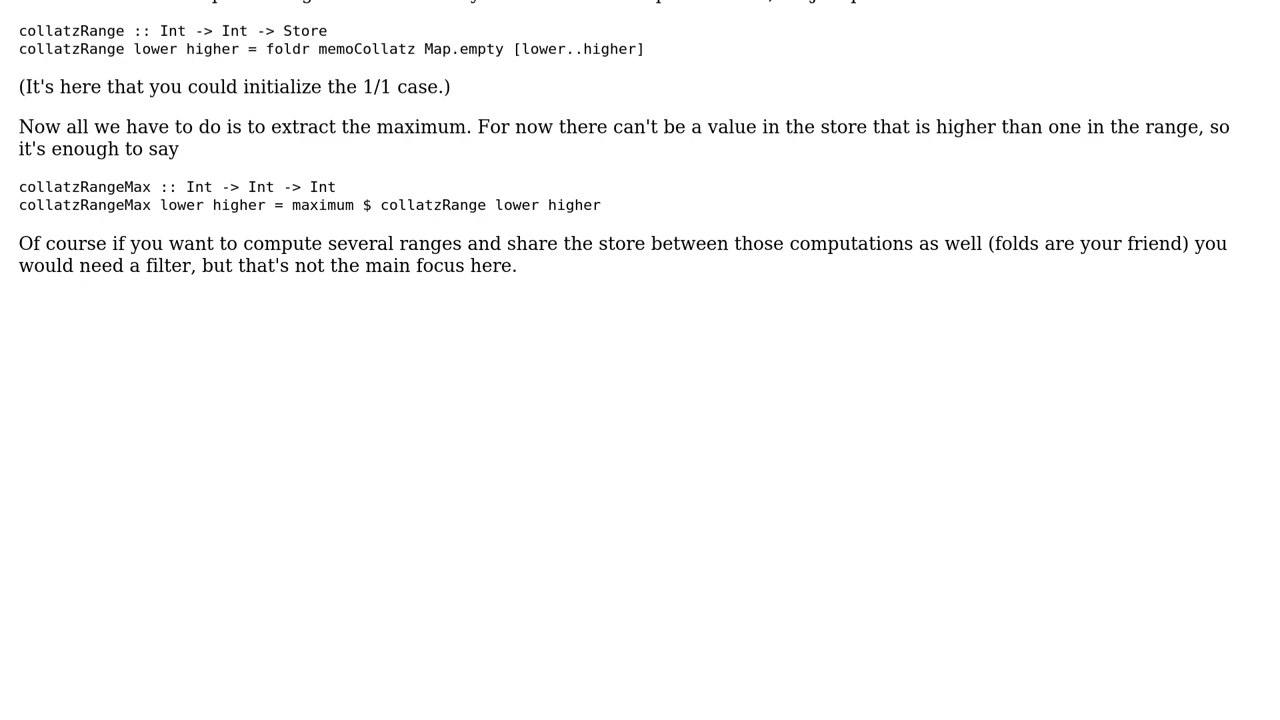 collatzRange :: Int -> Int -> Store
collatzRange lower higher = foldr memoCollatz Map.empty [lower..higher]
(It's here that you could initialize the 1/1 case.)
Now all we have to do is to extract the maximum. For now there can't be a value in the store that is higher than one in the range, so
it's enough to say
collatzRangeMax :: Int -> Int -> Int
collatzRangeMax lower higher = maximum $ collatzRange lower higher
Of course if you want to compute several ranges and share the store between those computations as well (folds are your friend) you
would need a filter, but that's not the main focus here.